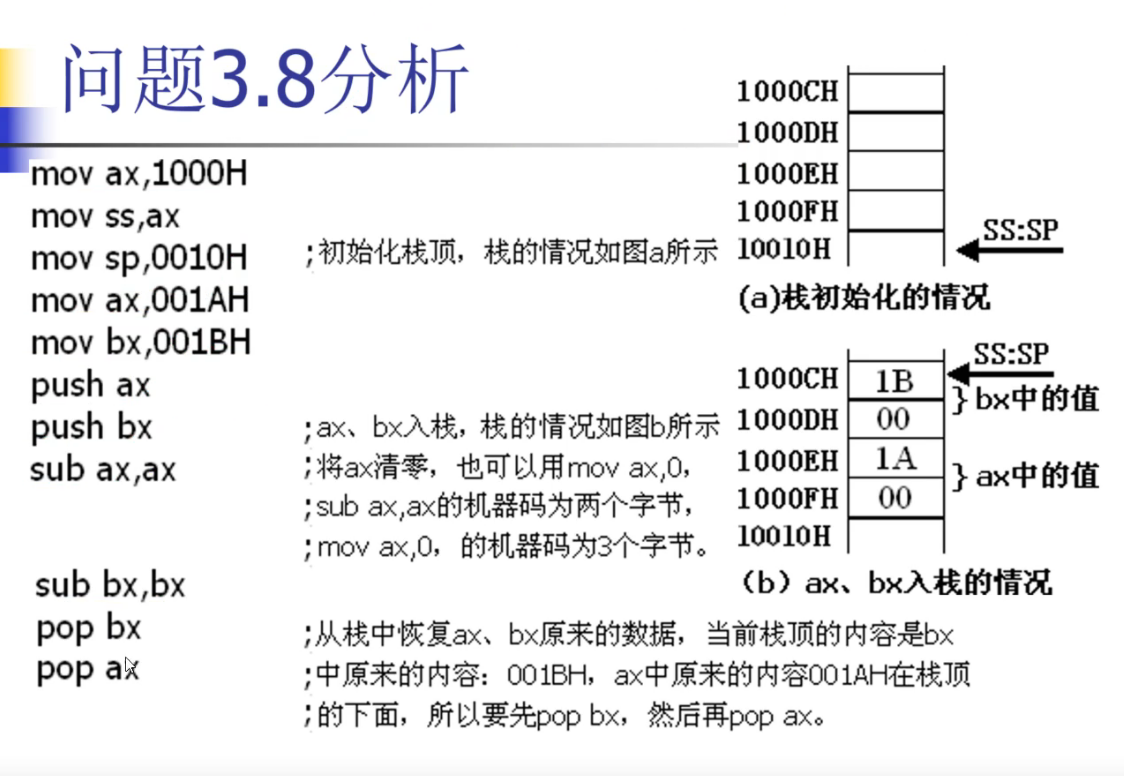 问题3.8分析
mov ax,1000H
mov ss,ax
mov sp,0010H ;初始化栈顶，栈的情况如图a所示
mov ax,001AH
mov bx,001BH
push ax
push bx ;ax、bx入栈，栈的情况如图b所示
sub ax,ax ;将ax清零，也可以用mov ax,0，
;sub ax,ax的机器码为两个字节，
;mov ax,0，的机器码为3个字节。
sub bx,bx
pop bx ;从栈中恢复ax、bx原来的数据，当前栈顶的内容是bx
pop ax ;中原来的内容：001BH，ax中原来的内容001AH在栈顶
;的下面，所以要先pop bx，然后再pop ax。
1000CH
1000DH
1000EH
1000FH
10010H
SS:SP
(a)栈初始化的情况
SS:SP
1000CH 1B
}bx中的值
1000DH 00
1000EH 1A
}ax中的值
1000FH 00
10010H
（b）ax、bx入栈的情况